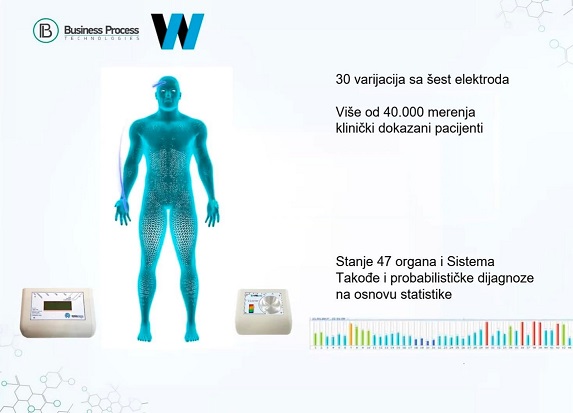 Business Process
TECHNOLOGIES
30 varijacija sa šest elektroda
Više od 40.000 merenja
klinički dokazani pacijenti
Stanje 47 organa i Sistema
Takođe i probabilističke dijagnoze
na osnovu statistike